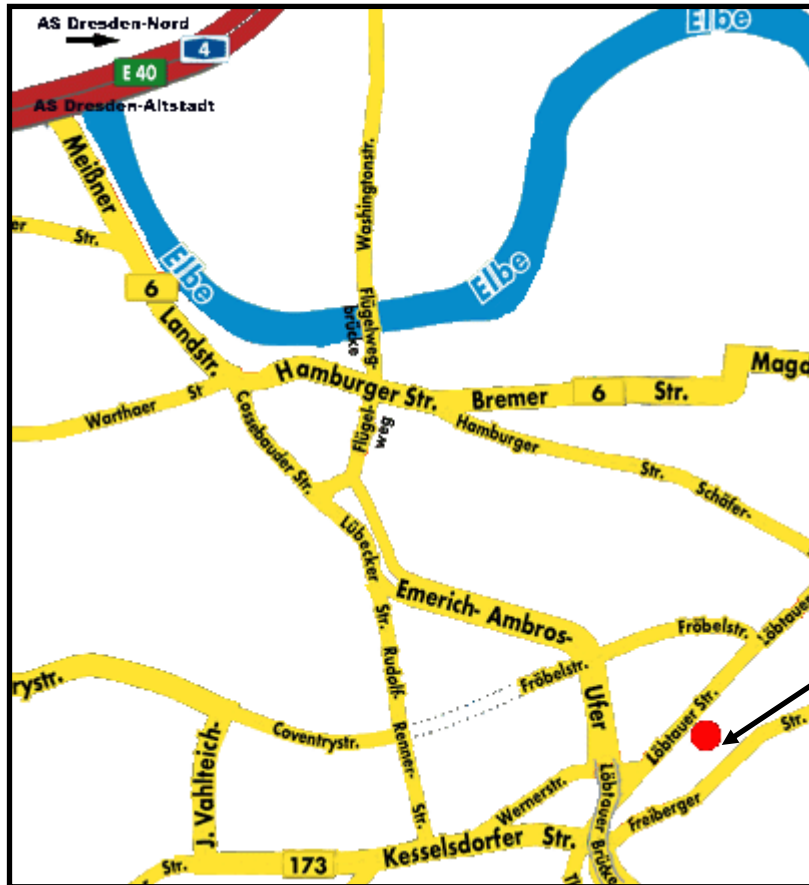 AS Dresden-Nord
4
E 40
AS Dresden-Altstadt
Elbe
Meißner
Washingtonstr.
er Str.
Elbe
Elbe
6
Landstr.
Flügelweg-
brücke
Hamburger Str.
Bremer 6 Str.
Maga
Warthaer Str
Cossebauder Str.
Flügel-
weg
Hamburger Str.
Schäfer-
Lübecker Str.
Emerich- Ambros-
Ufer
Fröbelstr.
Löbtauer
Rudolf-
Renner-
Str.
Fröbelstr.
rystr.
Coventrystr.
Löbtauer Str.
Str.
J. Vahlteich-
Str.
Wernerstr.
Löbtauer Brücke
Freiberger
173
Kesselsdorfer Str.